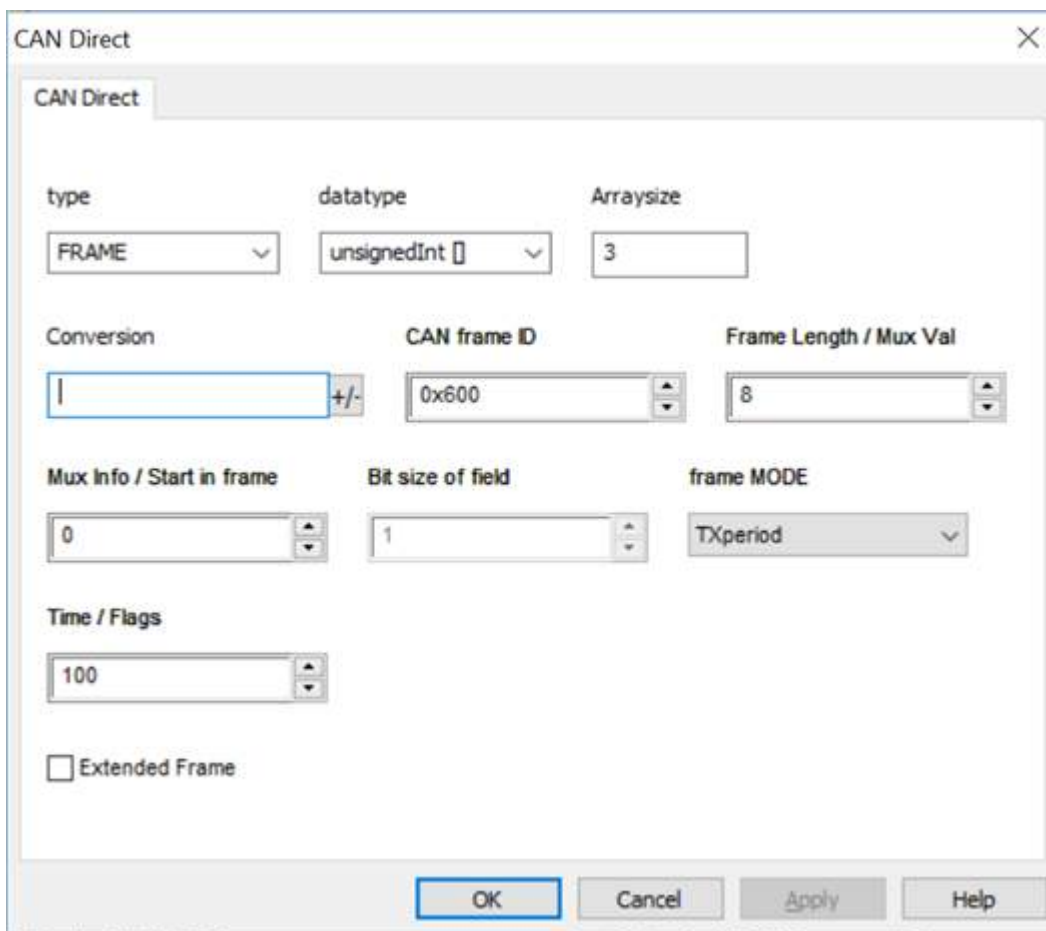 CAN Direct
CAN Direct
type datatype Arraysize
FRAME unsignedInt [] 3
Conversion CAN frame ID Frame Length / Mux Val
+/- 0x600 8
Mux Info / Start in frame Bit size of field frame MODE
0 1 TXperiod
Time / Flags
100
Extended Frame
OK Cancel Apply Help